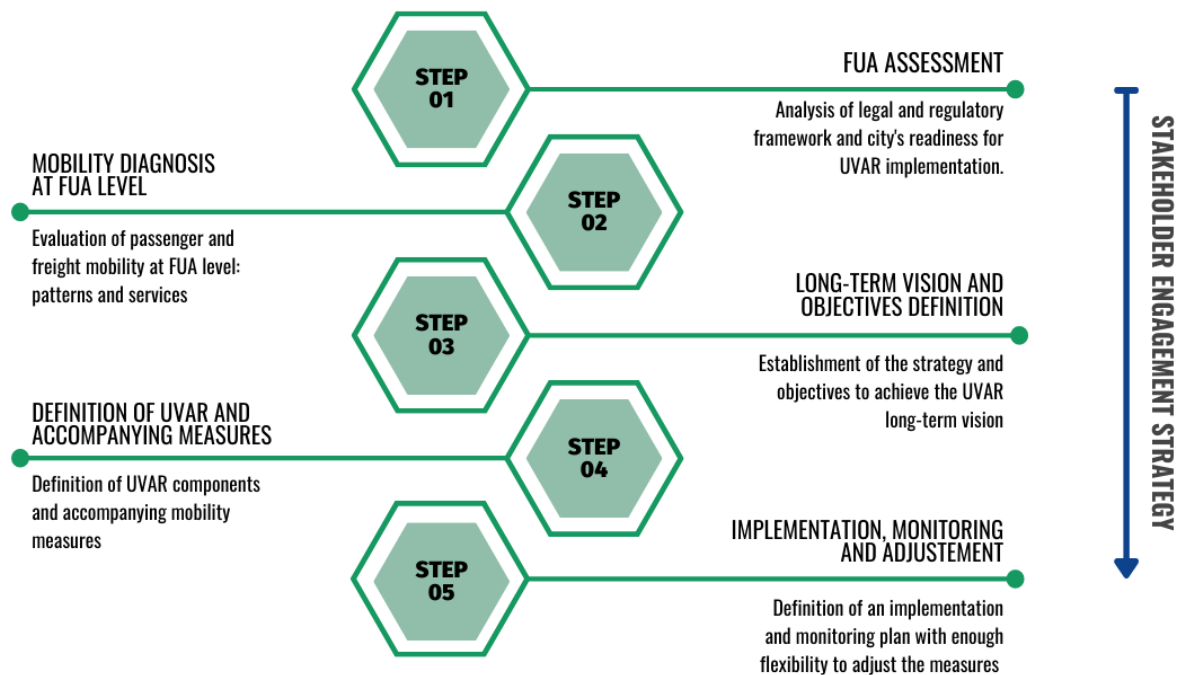 STEP
01
FUA ASSESSMENT
Analysis of legal and regulatory
framework and city's readiness for
UVAR implementation.
MOBILITY DIAGNOSIS
AT FUA LEVEL
Evaluation of passenger and
freight mobility at FUA level:
patterns and services
STEP
02
STEP
03
LONG-TERM VISION AND
OBJECTIVES DEFINITION
Establishment of the strategy and
objectives to achieve the UVAR
long-term vision
DEFINITION OF UVAR AND
ACCOMPANYING MEASURES
Definition of UVAR components
and accompanying mobility
measures
STEP
04
STEP
05
IMPLEMENTATION, MONITORING
AND ADJUSTEMENT
Definition of an implementation
and monitoring plan with enough
flexibility to adjust the measures
STAKEHOLDER ENGAGEMENT STRATEGY